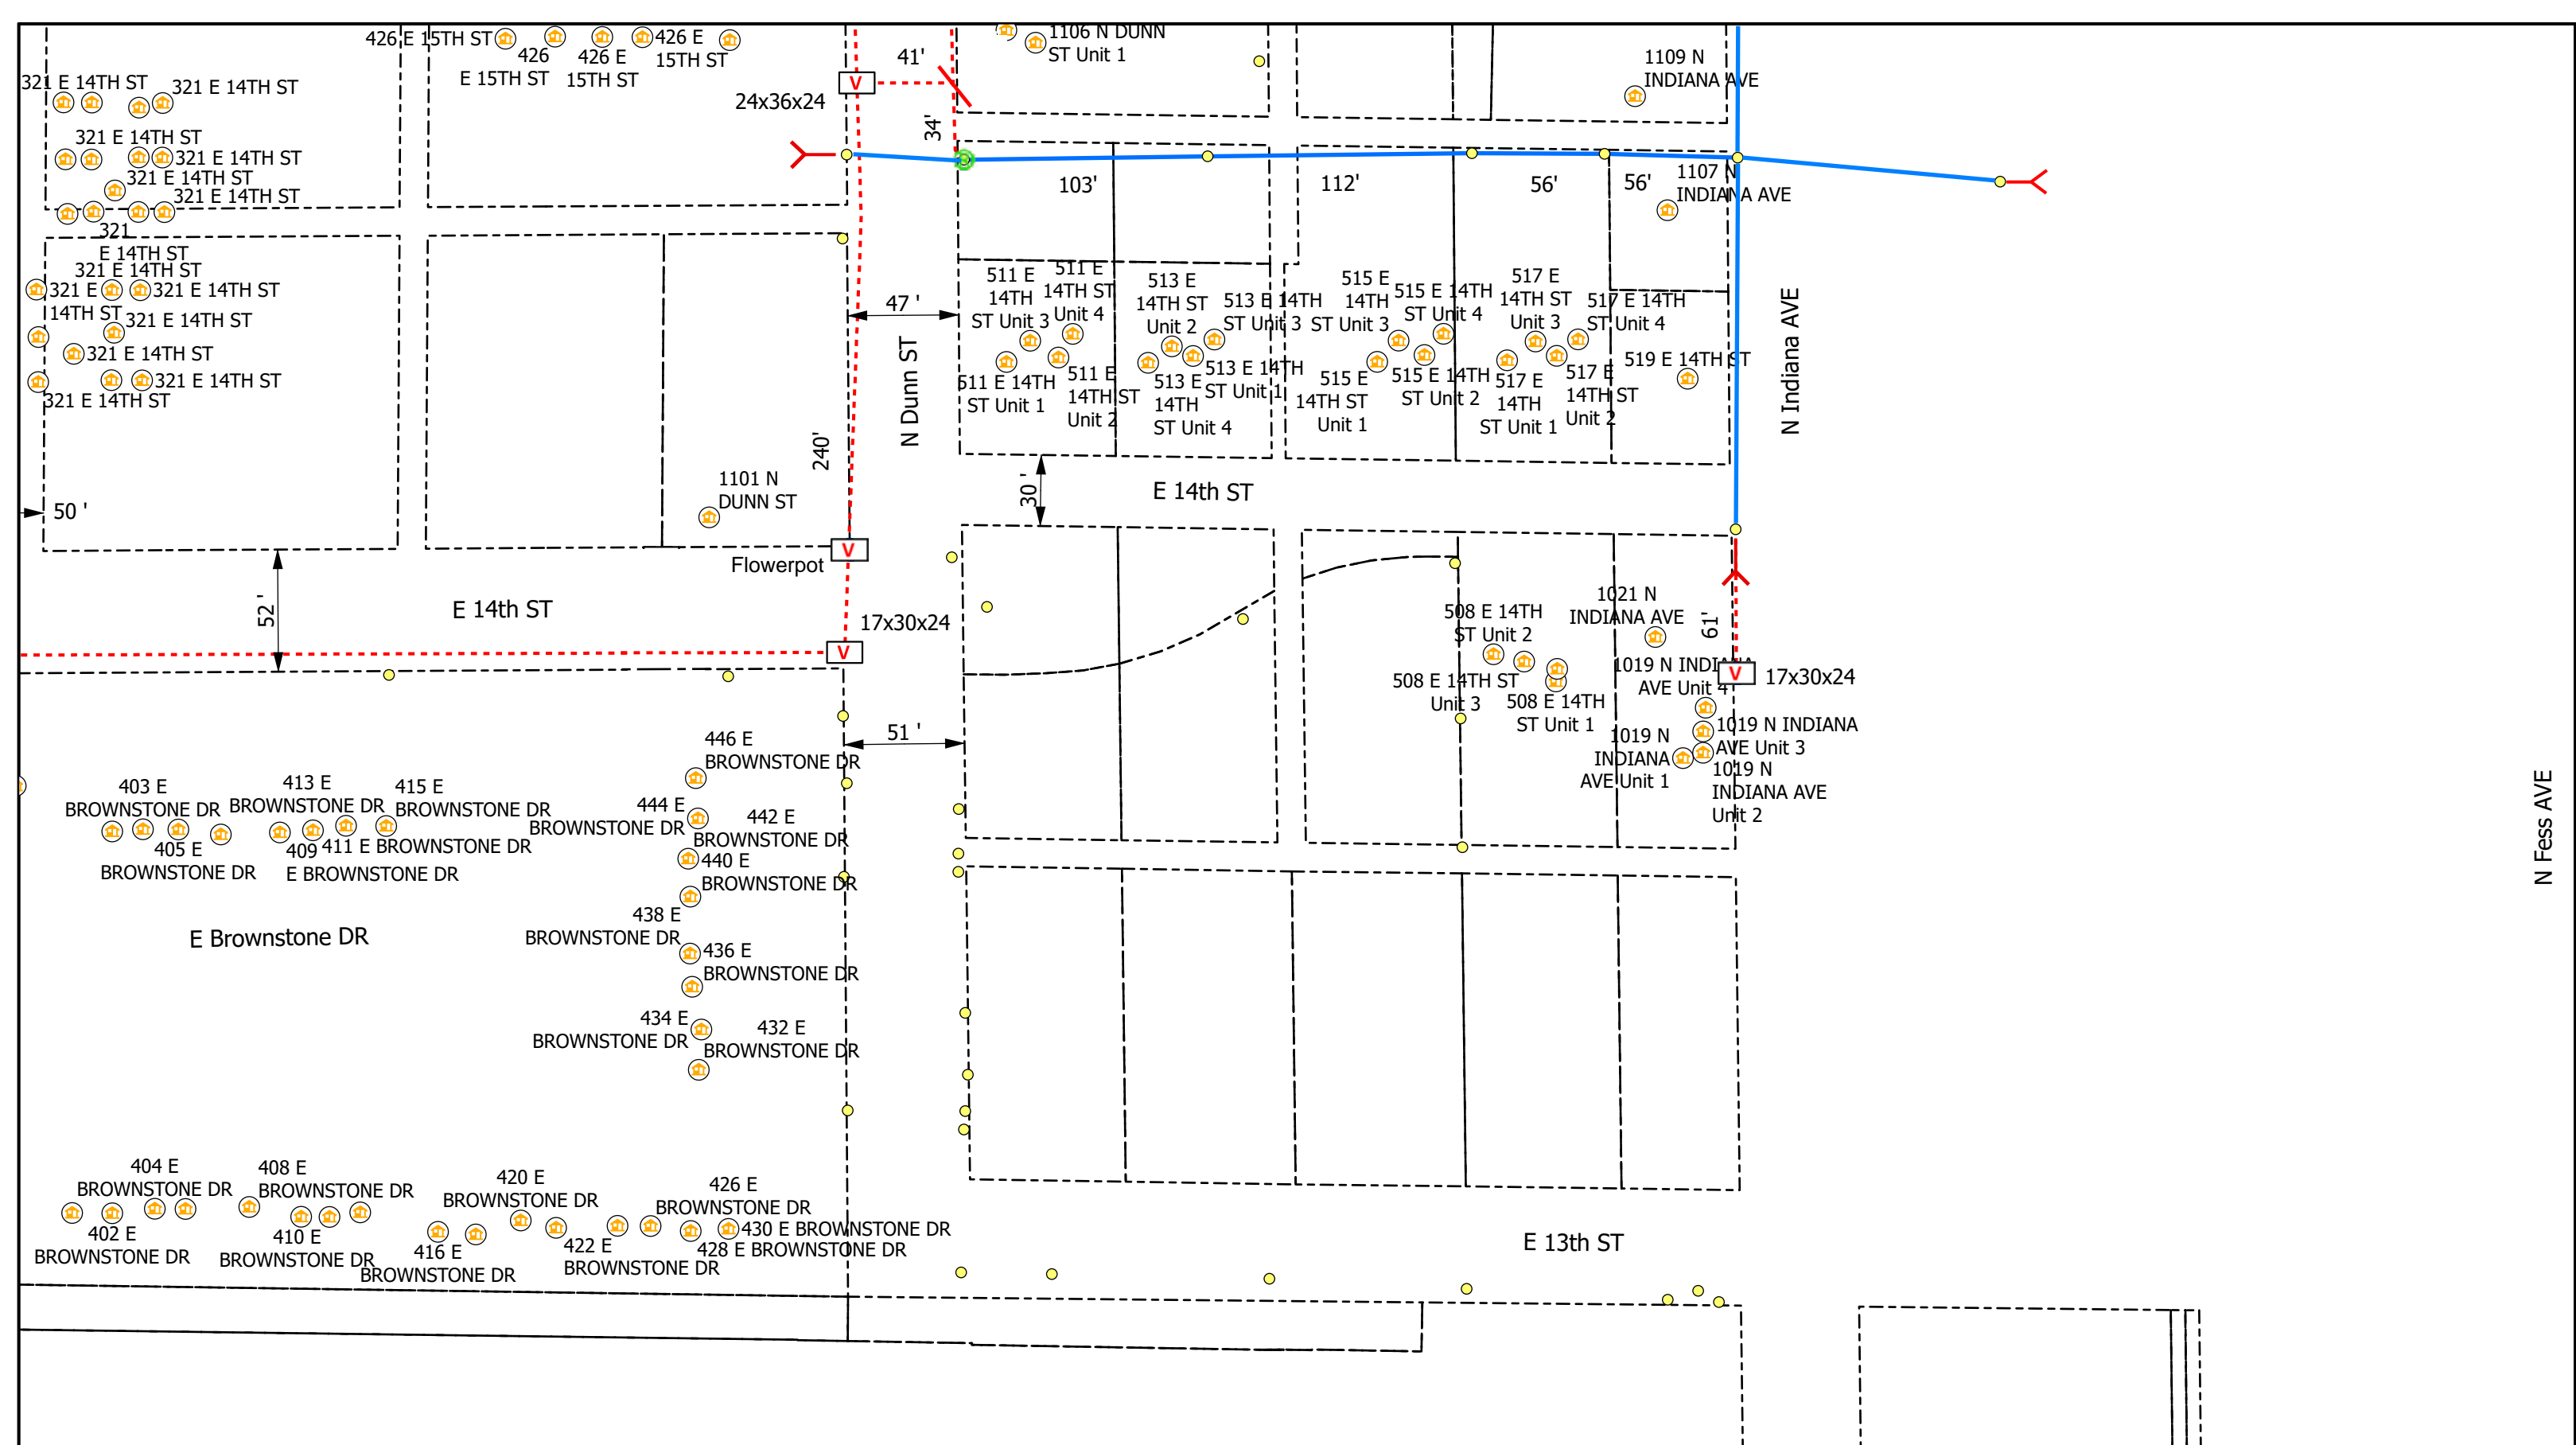 426 E 15TH ST
426
E 15TH ST
426 E
15TH ST
426 E
15TH ST
41'
1106 N DUNN
ST Unit 1
1109 N
INDIANA AVE
321 E 14TH ST
321 E 14TH ST
24x36x24
V
34'
321 E 14TH ST
321 E 14TH ST
321 E 14TH ST
321 E 14TH ST
321
E 14TH ST
103'
112'
56'
56'
1107 N
INDIANA AVE
321 E 14TH ST
321 E
14TH ST
321 E 14TH ST
321 E 14TH ST
321 E 14TH ST
321 E 14TH ST
321 E 14TH ST
47 '
N Dunn ST
240'
511 E
14TH
ST Unit 3
511 E
14TH ST
Unit 4
513 E
14TH ST
Unit 2
513 E 14TH
ST Unit 3
515 E
14TH
ST Unit 3
515 E 14TH
ST Unit 4
517 E
14TH ST
Unit 3
517 E 14TH
ST Unit 4
519 E 14TH ST
511 E 14TH
ST Unit 1
511 E
14TH ST
Unit 2
513 E
14TH
ST Unit 4
513 E 14TH
ST Unit 1
515 E
14TH ST
Unit 1
515 E 14TH
ST Unit 2
517 E
14TH
ST Unit 1
517 E
14TH ST
Unit 2
N Indiana AVE
50 '
1101 N
DUNN ST
30 '
E 14th ST
V
Flowerpot
52 '
E 14th ST
17x30x24
V
508 E 14TH
ST Unit 2
1021 N
INDIANA AVE
61'
508 E 14TH ST
Unit 3
508 E 14TH
ST Unit 1
1019 N INDIANA
AVE Unit 4
V
17x30x24
1019 N
INDIANA
AVE Unit 1
1019 N INDIANA
AVE Unit 3
1019 N
INDIANA AVE
Unit 2
51 '
446 E
BROWNSTONE DR
403 E
BROWNSTONE DR
413 E
BROWNSTONE DR
415 E
BROWNSTONE DR
444 E
BROWNSTONE DR
442 E
BROWNSTONE DR
405 E
BROWNSTONE DR
409
E BROWNSTONE DR
411 E BROWNSTONE DR
440 E
BROWNSTONE DR
N Fess AVE
E Brownstone DR
438 E
BROWNSTONE DR
436 E
BROWNSTONE DR
434 E
BROWNSTONE DR
432 E
BROWNSTONE DR
404 E
BROWNSTONE DR
408 E
BROWNSTONE DR
420 E
BROWNSTONE DR
426 E
BROWNSTONE DR
430 E BROWNSTONE DR
428 E BROWNSTONE DR
402 E
BROWNSTONE DR
410 E
BROWNSTONE DR
416 E
BROWNSTONE DR
422 E
BROWNSTONE DR
E 13th ST